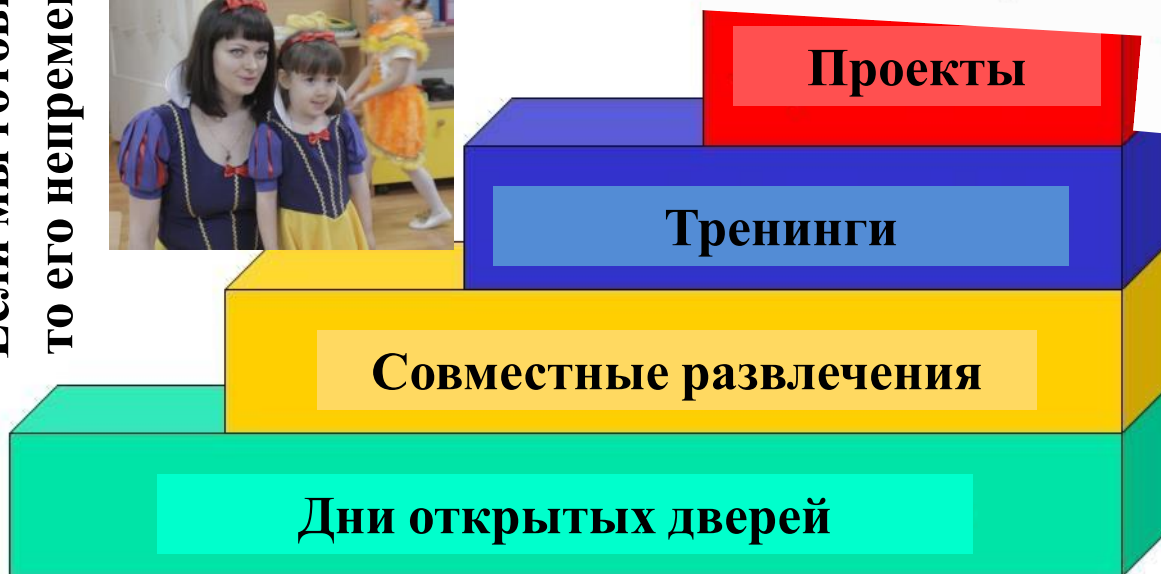 то его непреме
Проекты
Тренинги
Совместные развлечения
Дни открытых дверей